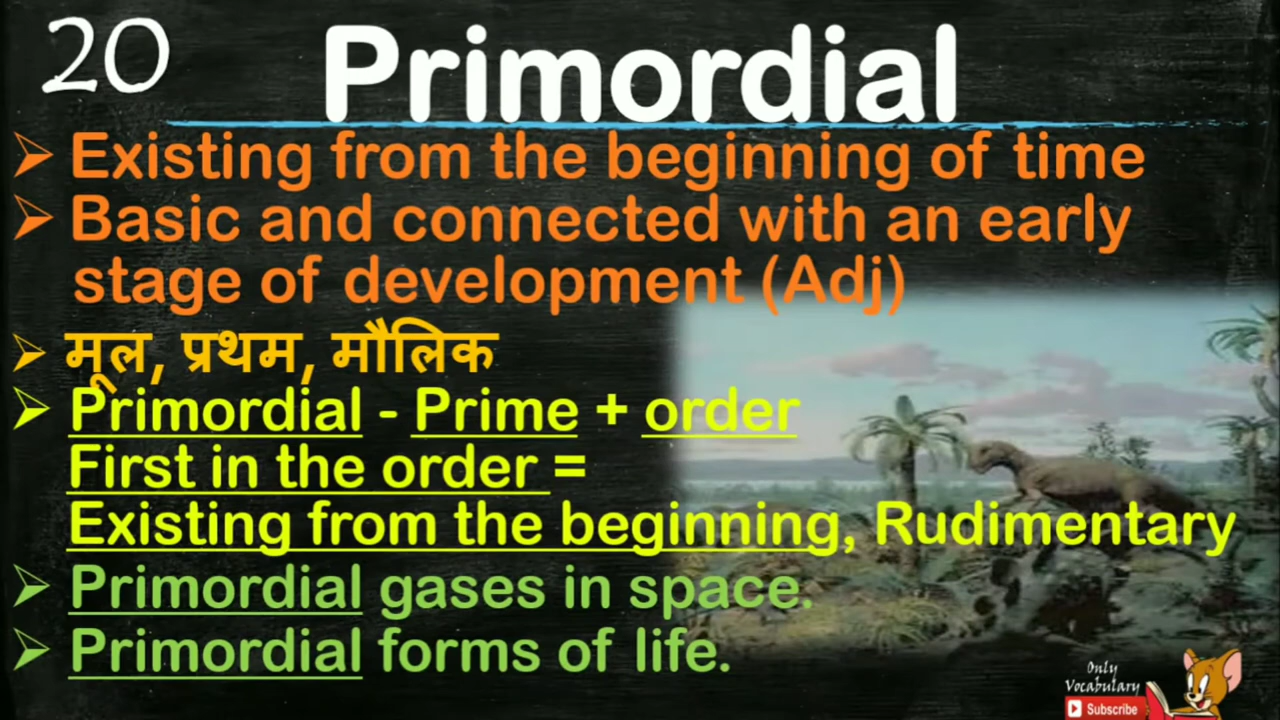 20
Primordial
➢ Existing from the beginning of time
➢ Basic and connected with an early
stage of development (Adj)
➢ मूल, प्रथम, मौलिक
➢ Primordial - Prime + order
First in the order =
Existing from the beginning, Rudimentary
➢ Primordial gases in space.
➢ Primordial forms of life.
Only
Vocabulary
Subscribe